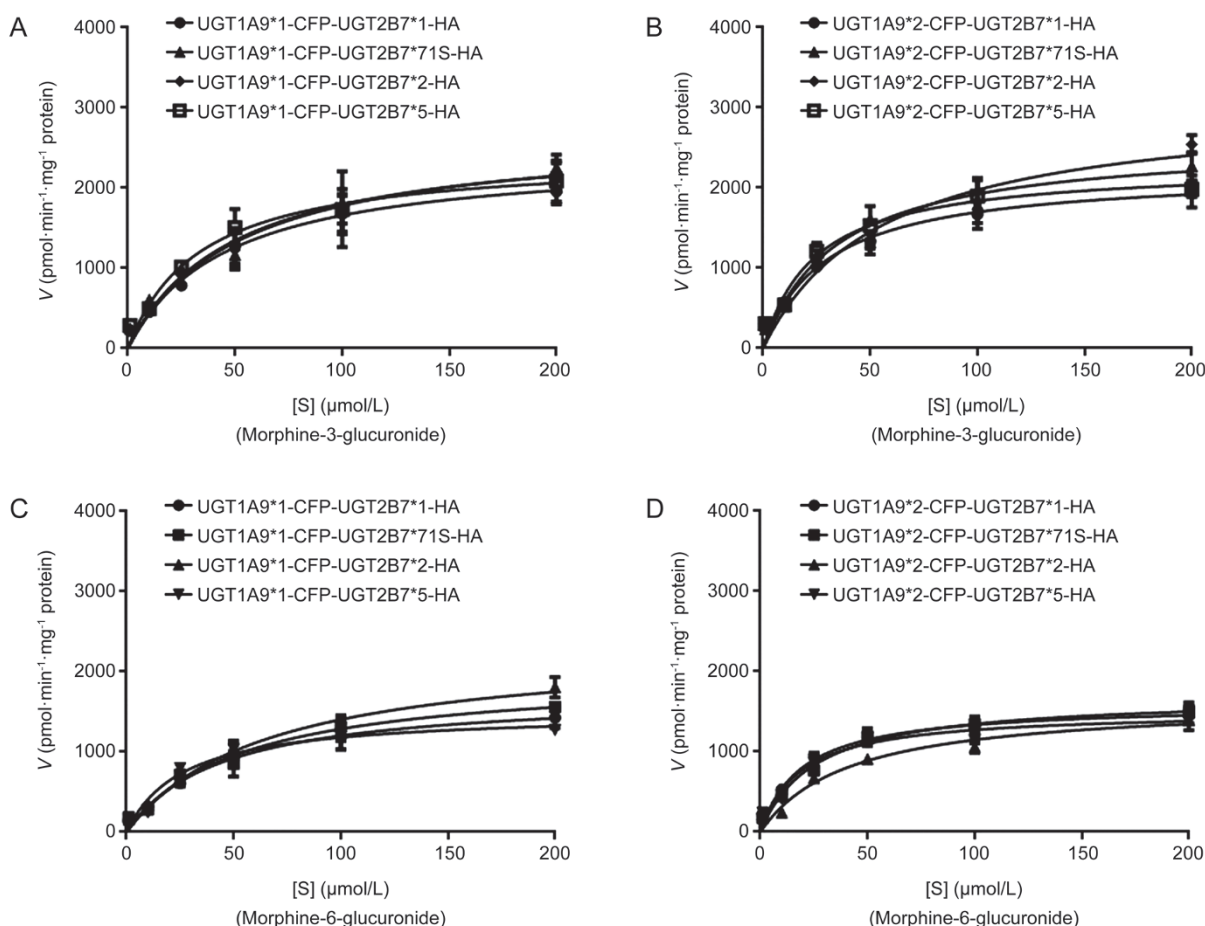 A
UGT1A9*1-CFP-UGT2B7*1-HA
UGT1A9*1-CFP-UGT2B7*71S-HA
UGT1A9*1-CFP-UGT2B7*2-HA
UGT1A9*1-CFP-UGT2B7*5-HA
V (pmol·min⁻¹·mg⁻¹ protein)
4000
3000
2000
1000
0
0 50 100 150 200
[S] (µmol/L)
(Morphine-3-glucuronide)
B
UGT1A9*2-CFP-UGT2B7*1-HA
UGT1A9*2-CFP-UGT2B7*71S-HA
UGT1A9*2-CFP-UGT2B7*2-HA
UGT1A9*2-CFP-UGT2B7*5-HA
V (pmol·min⁻¹·mg⁻¹ protein)
4000
3000
2000
1000
0
0 50 100 150 200
[S] (µmol/L)
(Morphine-3-glucuronide)
C
UGT1A9*1-CFP-UGT2B7*1-HA
UGT1A9*1-CFP-UGT2B7*71S-HA
UGT1A9*1-CFP-UGT2B7*2-HA
UGT1A9*1-CFP-UGT2B7*5-HA
V (pmol·min⁻¹·mg⁻¹ protein)
4000
3000
2000
1000
0
0 50 100 150 200
[S] (µmol/L)
(Morphine-6-glucuronide)
D
UGT1A9*2-CFP-UGT2B7*1-HA
UGT1A9*2-CFP-UGT2B7*71S-HA
UGT1A9*2-CFP-UGT2B7*2-HA
UGT1A9*2-CFP-UGT2B7*5-HA
V (pmol·min⁻¹·mg⁻¹ protein)
4000
3000
2000
1000
0
0 50 100 150 200
[S] (µmol/L)
(Morphine-6-glucuronide)